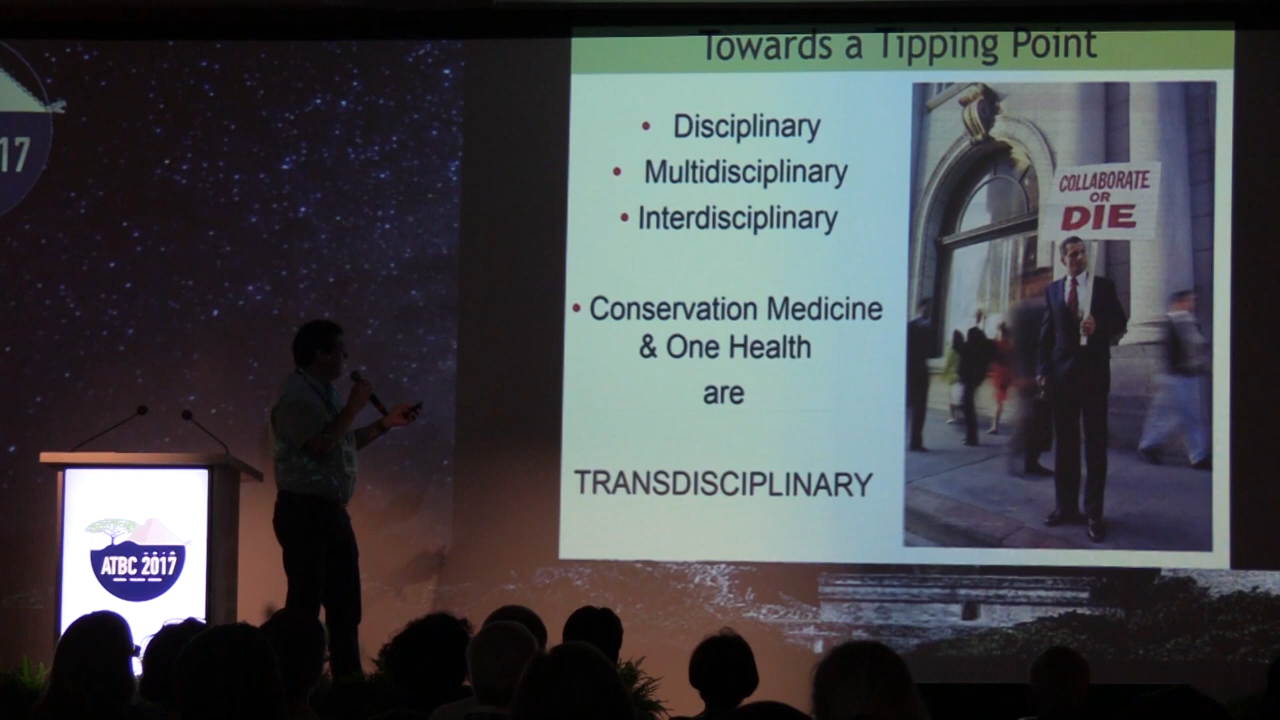 Towards a Tipping Point
17
• Disciplinary
• Multidisciplinary
• Interdisciplinary
• Conservation Medicine
& One Health
are
TRANSDISCIPLINARY
COLLABORATE
OR
DIE
ATBC 2017